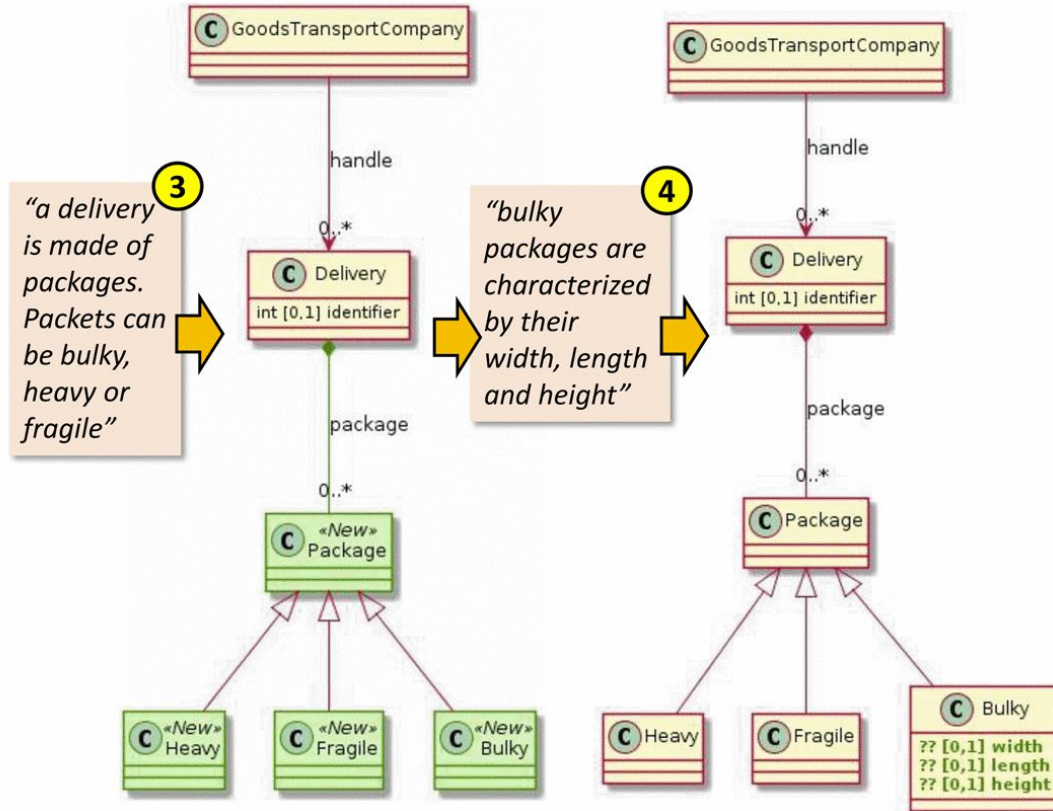 C GoodsTransportCompany
handle
0..*
3
“a delivery
is made of
packages.
Packets can
be bulky,
heavy or
fragile”
C Delivery
int [0,1] identifier
package
0..*
C «New»
Package
C «New»
Heavy
C «New»
Fragile
C «New»
Bulky
4
“bulky
packages are
characterized
by their
width, length
and height”
C GoodsTransportCompany
handle
0..*
C Delivery
int [0,1] identifier
package
0..*
C Package
C Heavy
C Fragile
C Bulky
?? [0,1] width
?? [0,1] length
?? [0,1] height